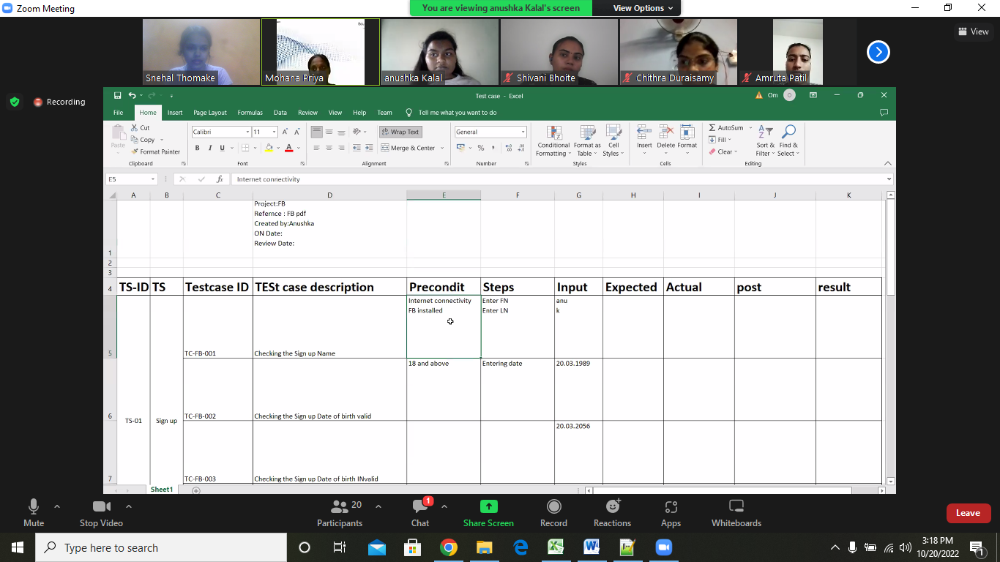 Zoom Meeting
You are viewing anushka Kalal's screen
View Options
View
Snehal Thomake
Mohana Priya
anushka Kalal
Shivani Bhoite
Chithra Duraisamy
Amruta Patil
Recording
Test case - Excel
Om
O
File Home Insert Page Layout Formulas Data Review View Help Team Tell me what you want to do
Paste
Cut
Copy
Format Painter
Clipboard
Calibri 11
B I U
Font
Wrap Text
Merge & Center
Alignment
General
Number
Conditional Formatting
Format as Table
Cell Styles
Styles
Insert Delete Format
Cells
AutoSum
Fill
Clear
Sort & Filter
Find & Select
Editing
E5 fx Internet connectivity
A B C D E F G H I J K
Project:FB
Refernce : FB pdf
Created by:Anushka
ON Date:
Review Date:
1
2
3
4 TS-ID TS Testcase ID TESt case description Precondit Steps Input Expected Actual post result
Internet connectivity Enter FN anu
FB installed Enter LN k
5 TC-FB-001 Checking the Sign up Name
18 and above Entering date 20.03.1989
6 TC-FB-002 Checking the Sign up Date of birth valid
TS-01 Sign up
20.03.2056
7 TC-FB-003 Checking the Sign up Date of birth INvalid
Sheet1
Mute
Stop Video
20
Participants
1
Chat
Share Screen
Record
Reactions
Apps
Whiteboards
Leave
Type here to search
3:18 PM
10/20/2022
1